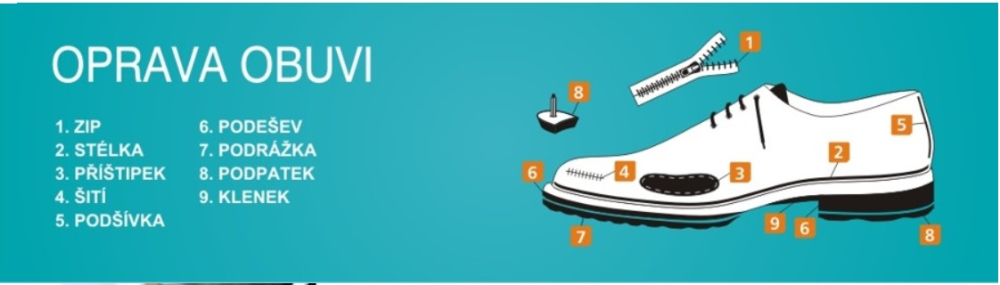 OPRAVA OBUVI
1. ZIP
2. STÉLKA
3. PŘÍŠTIPEK
4. ŠITÍ
5. PODŠÍVKA
6. PODEŠEV
7. PODRÁŽKA
8. PODPATEK
9. KLENEK
1
8
5
2
6
4
3
9
6
7
8